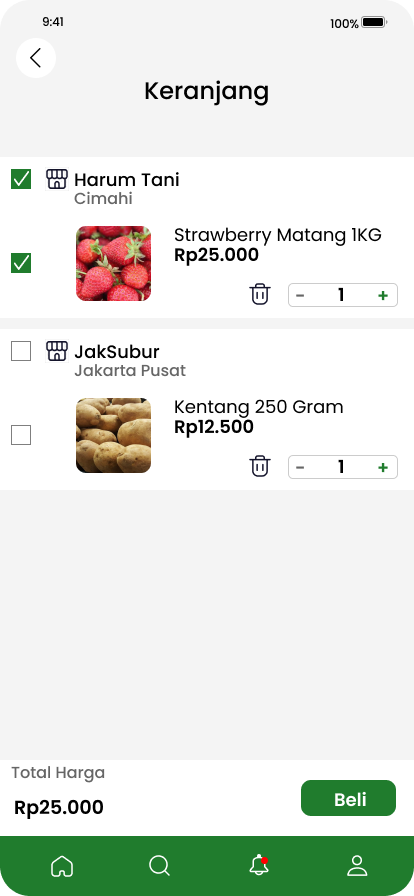 9:41
100%
Keranjang
Harum Tani
Cimahi
Strawberry Matang 1KG
Rp25.000
- 1 +
JakSubur
Jakarta Pusat
Kentang 250 Gram
Rp12.500
- 1 +
Total Harga
Rp25.000
Beli